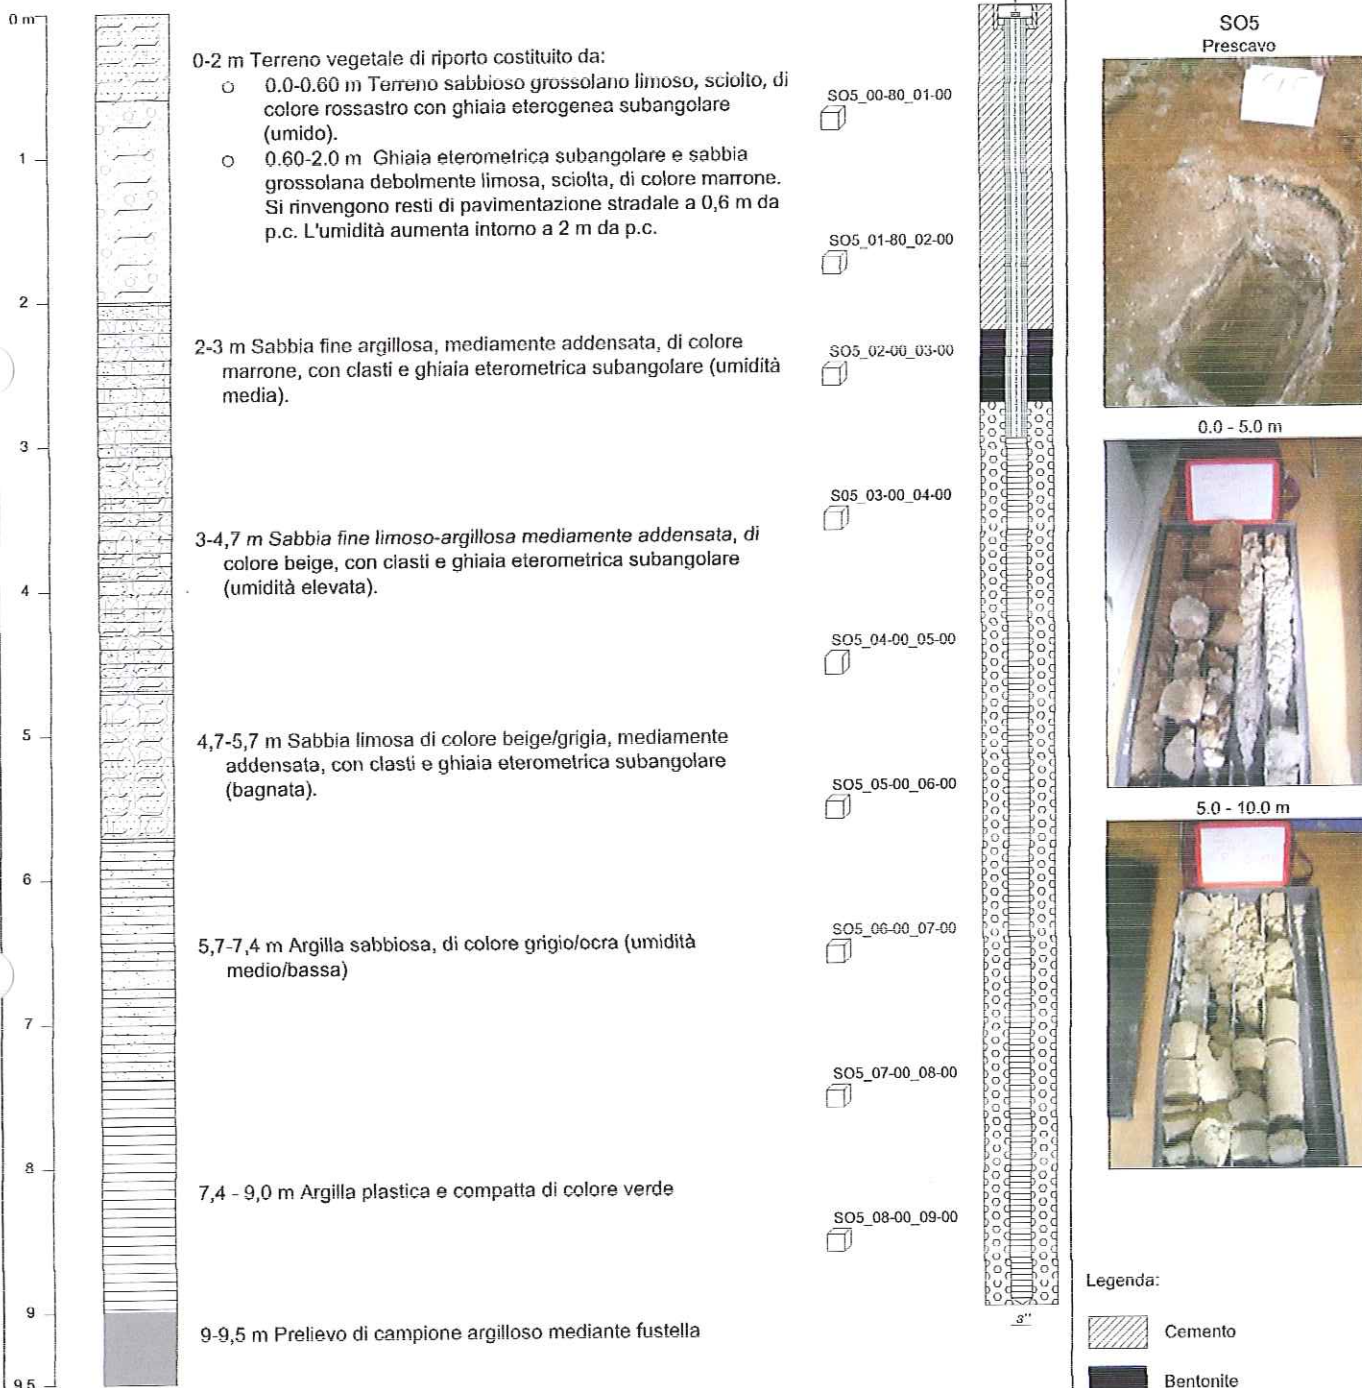 0 m
0-2 m Terreno vegetale di riporto costituito da:
o 0.0-0.60 m Terreno sabbioso grossolano limoso, sciolto, di
colore rossastro con ghiaia eterogenea subangolare
(umido).
o 0.60-2.0 m Ghiaia eterometrica subangolare e sabbia
grossolana debolmente limosa, sciolta, di colore marrone.
Si rinvengono resti di pavimentazione stradale a 0,6 m da
p.c. L'umidità aumenta intorno a 2 m da p.c.
1
2
2-3 m Sabbia fine argillosa, mediamente addensata, di colore
marrone, con clasti e ghiaia eterometrica subangolare (umidità
media).
3
3-4,7 m Sabbia fine limoso-argillosa mediamente addensata, di
colore beige, con clasti e ghiaia eterometrica subangolare
(umidità elevata).
4
4,7-5,7 m Sabbia limosa di colore beige/grigia, mediamente
addensata, con clasti e ghiaia eterometrica subangolare
(bagnata).
5
6
5,7-7,4 m Argilla sabbiosa, di colore grigio/ocra (umidità
medio/bassa)
7
8
7,4 - 9,0 m Argilla plastica e compatta di colore verde
9
9-9,5 m Prelievo di campione argilloso mediante fustella
9.5
SO5_00-80_01-00
SO5_01-80_02-00
SO5_02-00_03-00
S05_03-00_04-00
SO5_04-00_05-00
SO5_05-00_06-00
SO5_06-00_07-00
SO5_07-00_08-00
SO5_08-00_09-00
3"
SO5
Prescavo
0.0 - 5.0 m
5.0 - 10.0 m
Legenda:
Cemento
Bentonite